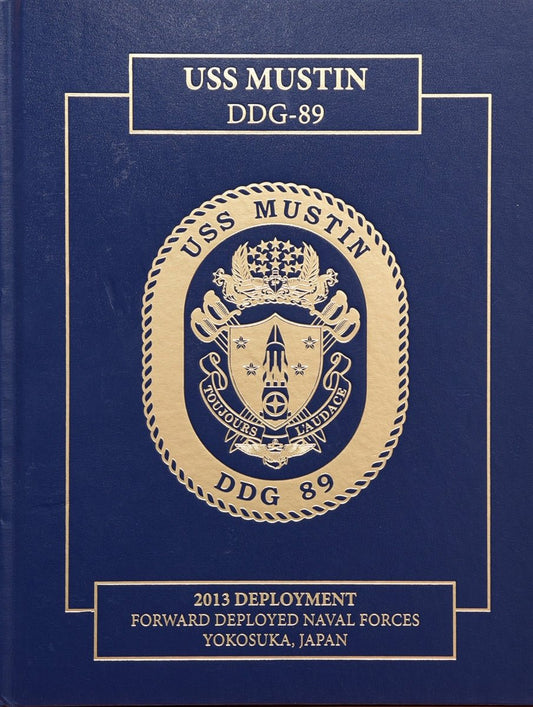 USS MUSTIN
DDG-89
USS MUSTIN
TOUJOURS L'AUDACE
DDG 89
2013 DEPLOYMENT
FORWARD DEPLOYED NAVAL FORCES
YOKOSUKA, JAPAN